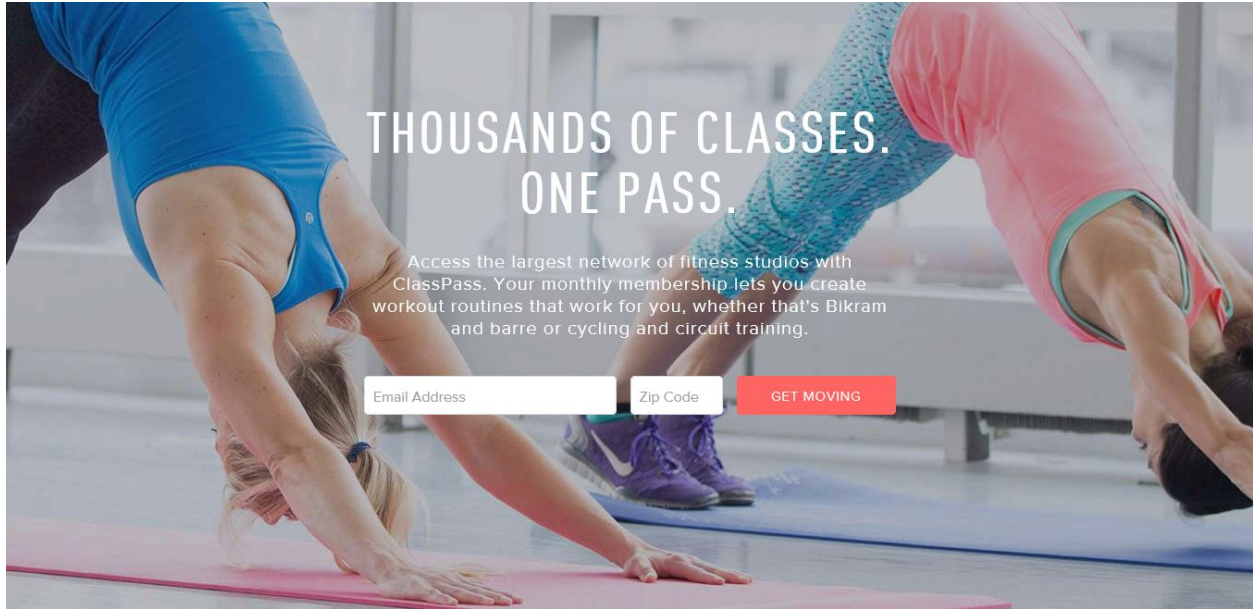 THOUSANDS OF CLASSES.
ONE PASS.
Access the largest network of fitness studios with
ClassPass. Your monthly membership lets you create
workout routines that work for you, whether that's Bikram
and barre or cycling and circuit training.
Email Address
Zip Code
GET MOVING